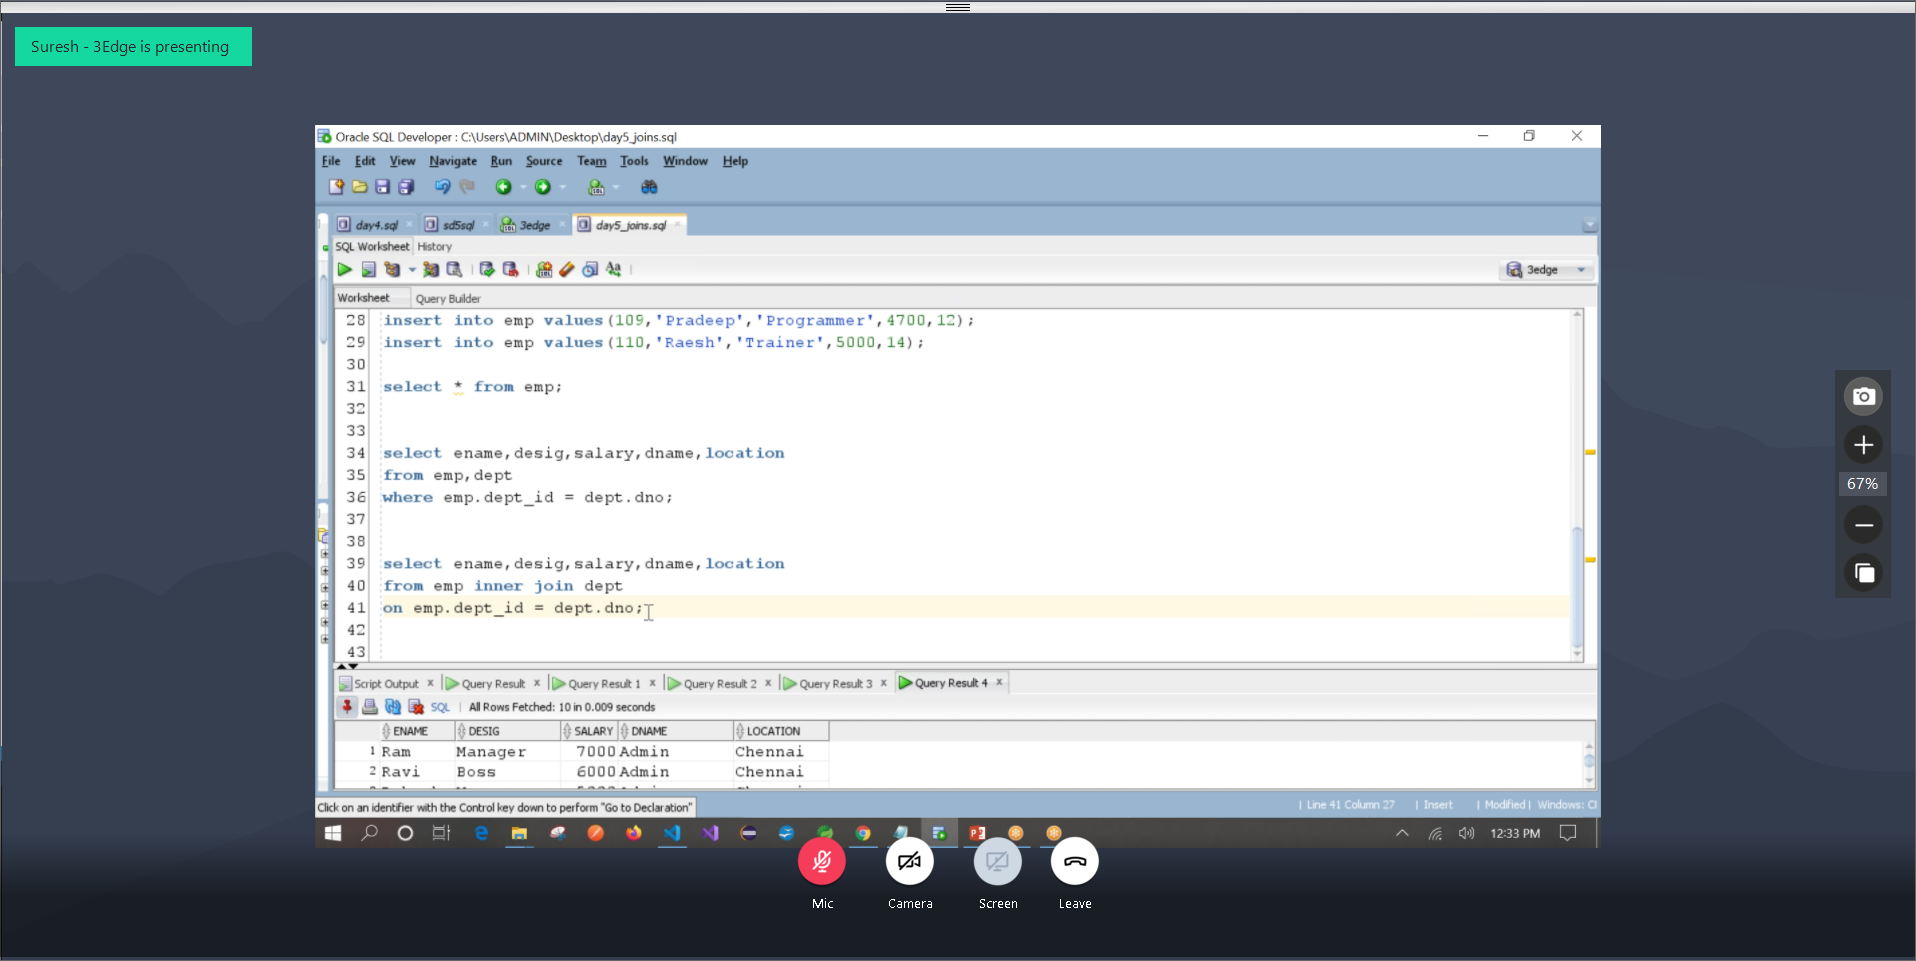 Suresh - 3Edge is presenting
Oracle SQL Developer : C:\Users\ADMIN\Desktop\day5_joins.sql
File Edit View Navigate Run Source Team Tools Window Help
day4.sql sd5sql 3edge day5_joins.sql
SQL Worksheet History
3edge
Worksheet Query Builder
28 insert into emp values(109,'Pradeep','Programmer',4700,12);
29 insert into emp values(110,'Raesh','Trainer',5000,14);
30
31 select * from emp;
32
33
34 select ename,desig,salary,dname,location
35 from emp,dept
36 where emp.dept_id = dept.dno;
37
38
39 select ename,desig,salary,dname,location
40 from emp inner join dept
41 on emp.dept_id = dept.dno;
42
43
67%
Script Output x Query Result x Query Result 1 x Query Result 2 x Query Result 3 x Query Result 4 x
SQL | All Rows Fetched: 10 in 0.009 seconds
ENAME DESIG SALARY DNAME LOCATION
1 Ram Manager 7000 Admin Chennai
2 Ravi Boss 6000 Admin Chennai
Click on an identifier with the Control key down to perform "Go to Declaration"
| Line 41 Column 27 | Insert | Modified | Windows: Cl
12:33 PM
Mic Camera Screen Leave